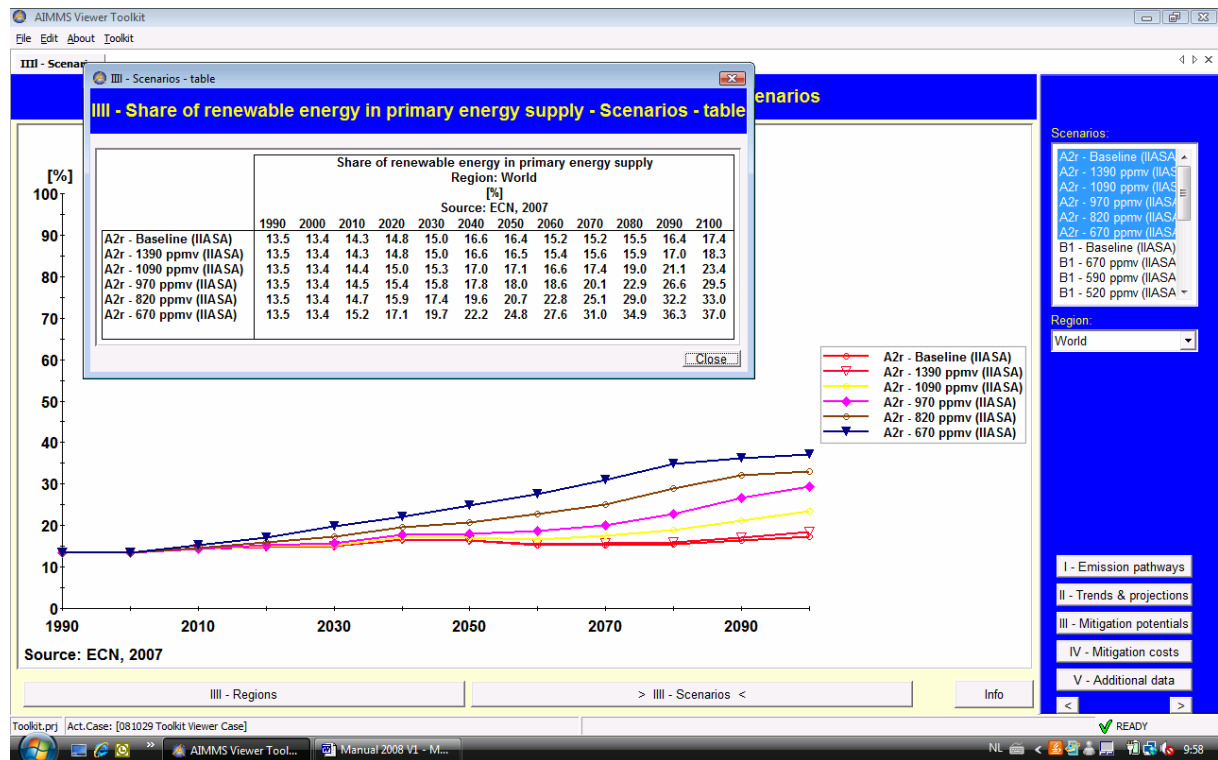 AIMMS Viewer Toolkit
File Edit About Toolkit
IIII - Scenar
IIII - Scenarios - table
enarios
IIII - Share of renewable energy in primary energy supply - Scenarios - table
Share of renewable energy in primary energy supply
Region: World
[%]
Source: ECN, 2007
1990 2000 2010 2020 2030 2040 2050 2060 2070 2080 2090 2100
A2r - Baseline (IIASA) 13.5 13.4 14.3 14.8 15.0 16.6 16.4 15.2 15.2 15.5 16.4 17.4
A2r - 1390 ppmv (IIASA) 13.5 13.4 14.3 14.8 15.0 16.6 16.5 15.4 15.6 15.9 17.0 18.3
A2r - 1090 ppmv (IIASA) 13.5 13.4 14.4 15.0 15.3 17.0 17.1 16.6 17.4 19.0 21.1 23.4
A2r - 970 ppmv (IIASA) 13.5 13.4 14.5 15.4 15.8 17.8 18.0 18.6 20.1 22.9 26.6 29.5
A2r - 820 ppmv (IIASA) 13.5 13.4 14.7 15.9 17.4 19.6 20.7 22.8 25.1 29.0 32.2 33.0
A2r - 670 ppmv (IIASA) 13.5 13.4 15.2 17.1 19.7 22.2 24.8 27.6 31.0 34.9 36.3 37.0
Close
[%]
100
90
80
70
60
50
40
30
20
10
0
1990 2010 2030 2050 2070 2090
Source: ECN, 2007
A2r - Baseline (IIASA)
A2r - 1390 ppmv (IIASA)
A2r - 1090 ppmv (IIASA)
A2r - 970 ppmv (IIASA)
A2r - 820 ppmv (IIASA)
A2r - 670 ppmv (IIASA)
Scenarios:
A2r - Baseline (IIASA
A2r - 1390 ppmv (IIAS
A2r - 1090 ppmv (IIAS
A2r - 970 ppmv (IIASA
A2r - 820 ppmv (IIASA
A2r - 670 ppmv (IIASA
B1 - Baseline (IIASA)
B1 - 670 ppmv (IIASA
B1 - 590 ppmv (IIASA
B1 - 520 ppmv (IIASA
Region:
World
I - Emission pathways
II - Trends & projections
III - Mitigation potentials
IV - Mitigation costs
V - Additional data
< >
IIII - Regions
> IIII - Scenarios <
Info
Toolkit.prj Act.Case: [081029 Toolkit Viewer Case]
READY
AIMMS Viewer Tool...
Manual 2008 V1 - M...
NL
9:58